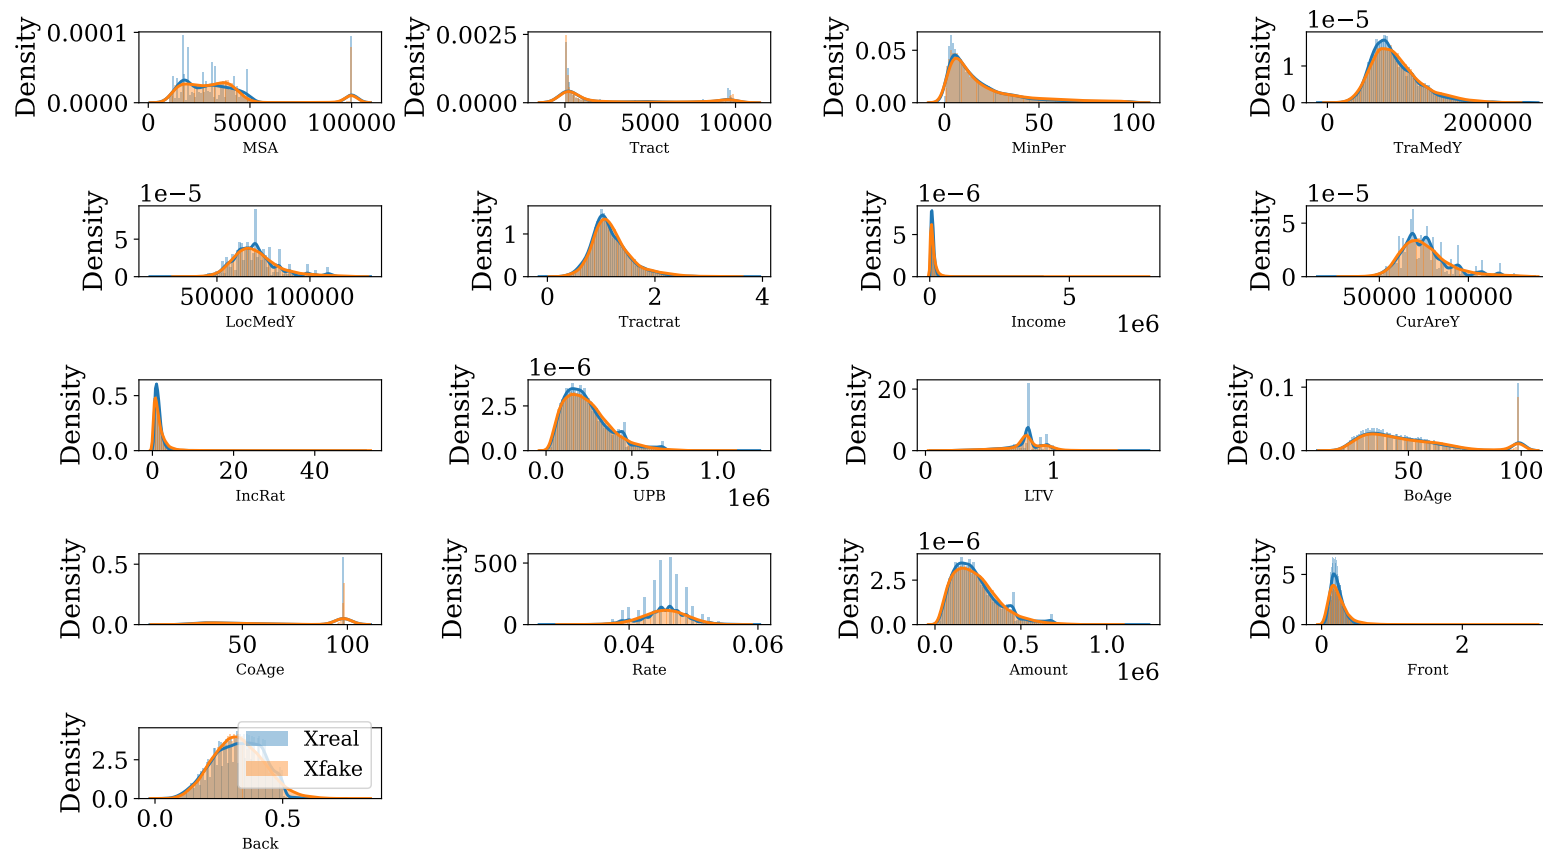 Density 0.0001 0.0000 0 50000 100000 MSA
Density 0.0025 0.0000 0 5000 10000 Tract
Density 0.05 0.00 0 50 100 MinPer
1e−5 Density 1 0 0 200000 TraMedY
1e−5 Density 5 0 50000 100000 LocMedY
Density 1 0 0 2 4 Tractrat
1e−6 Density 5 0 0 5 1e6 Income
1e−5 Density 5 0 50000 100000 CurAreY
Density 0.5 0.0 0 20 40 IncRat
1e−6 Density 2.5 0.0 0.0 0.5 1.0 1e6 UPB
Density 20 0 0 1 LTV
Density 0.1 0.0 50 100 BoAge
Density 0.5 0.0 50 100 CoAge
Density 500 0 0.04 0.06 Rate
1e−6 Density 2.5 0.0 0.0 0.5 1.0 1e6 Amount
Density 5 0 0 2 Front
Density 2.5 0.0 0.0 0.5 Back
Xreal
Xfake